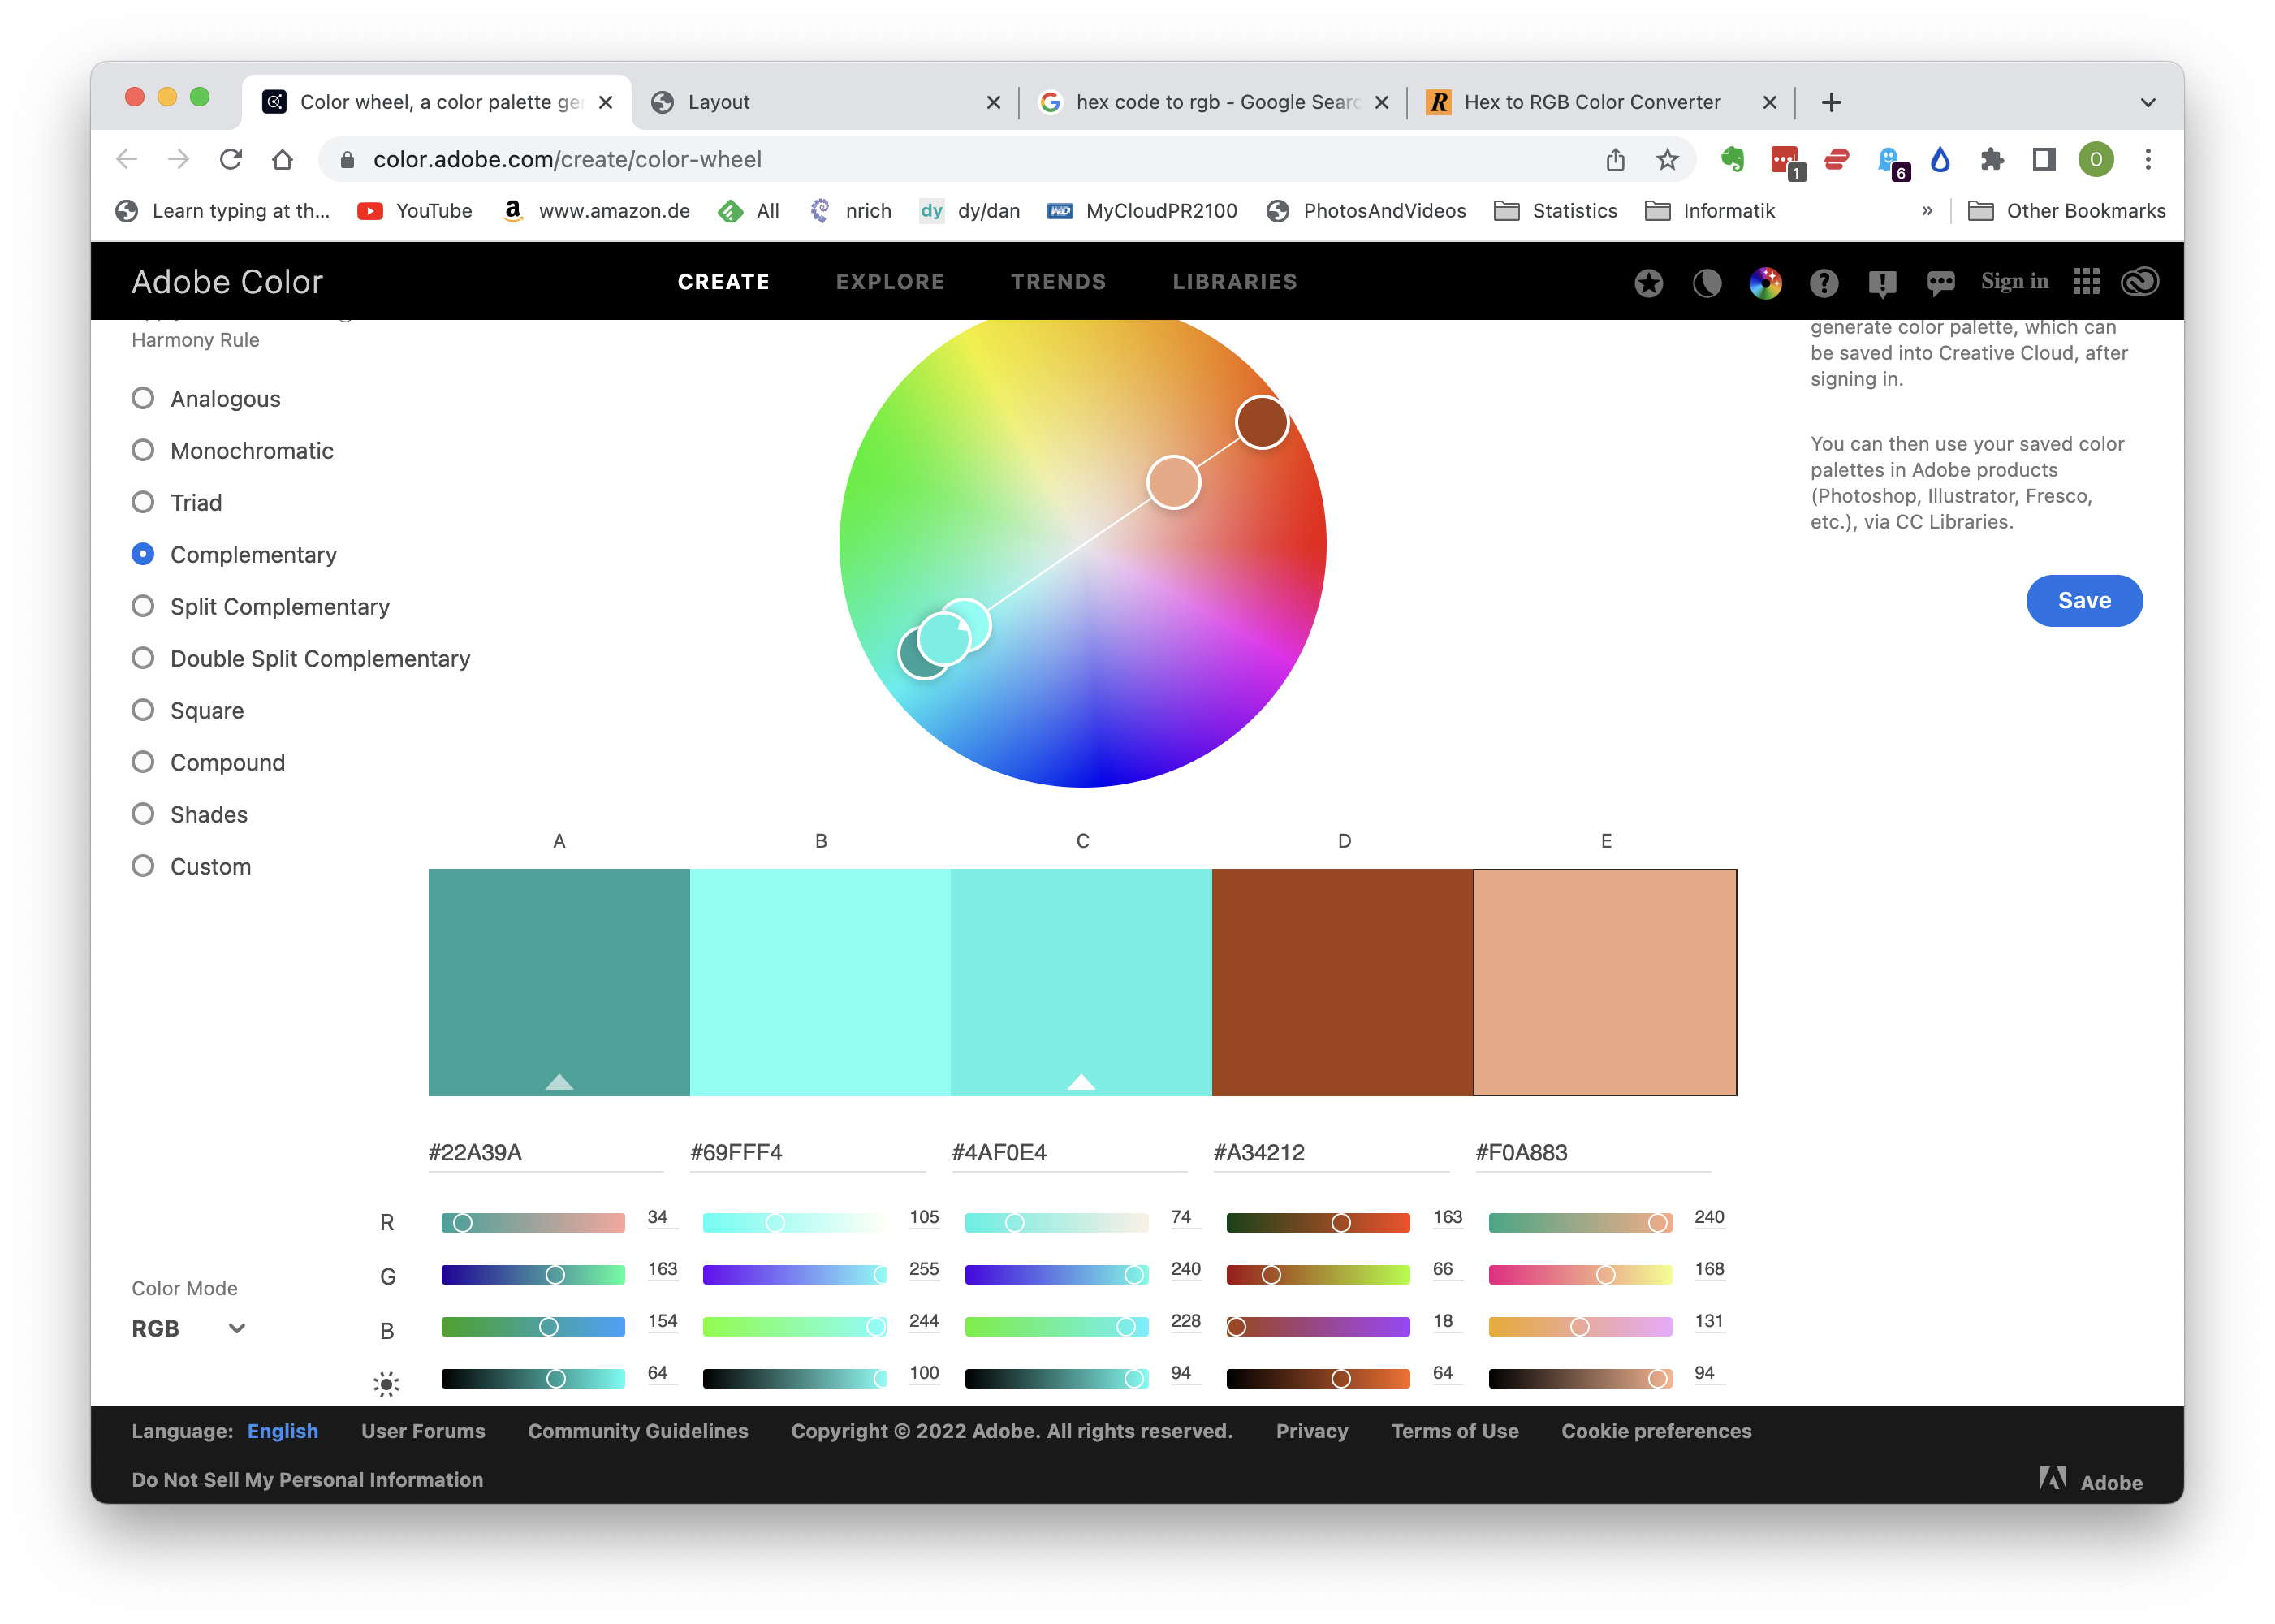 Color wheel, a color palette ge
Layout
hex code to rgb - Google Searc
Hex to RGB Color Converter
color.adobe.com/create/color-wheel
1
6
O
Learn typing at th...
YouTube
www.amazon.de
All
nrich
dy
dy/dan
WD
MyCloudPR2100
PhotosAndVideos
Statistics
Informatik
»
Other Bookmarks
Adobe Color
CREATE
EXPLORE
TRENDS
LIBRARIES
Sign in
Harmony Rule
Analogous
Monochromatic
Triad
Complementary
Split Complementary
Double Split Complementary
Square
Compound
Shades
Custom
generate color palette, which can
be saved into Creative Cloud, after
signing in.
You can then use your saved color
palettes in Adobe products
(Photoshop, Illustrator, Fresco,
etc.), via CC Libraries.
Save
A B C D E
#22A39A #69FFF4 #4AF0E4 #A34212 #F0A883
R 34 105 74 163 240
G 163 255 240 66 168
B 154 244 228 18 131
64 100 94 64 94
Color Mode
RGB
Language: English User Forums Community Guidelines Copyright © 2022 Adobe. All rights reserved. Privacy Terms of Use Cookie preferences
Do Not Sell My Personal Information
Adobe